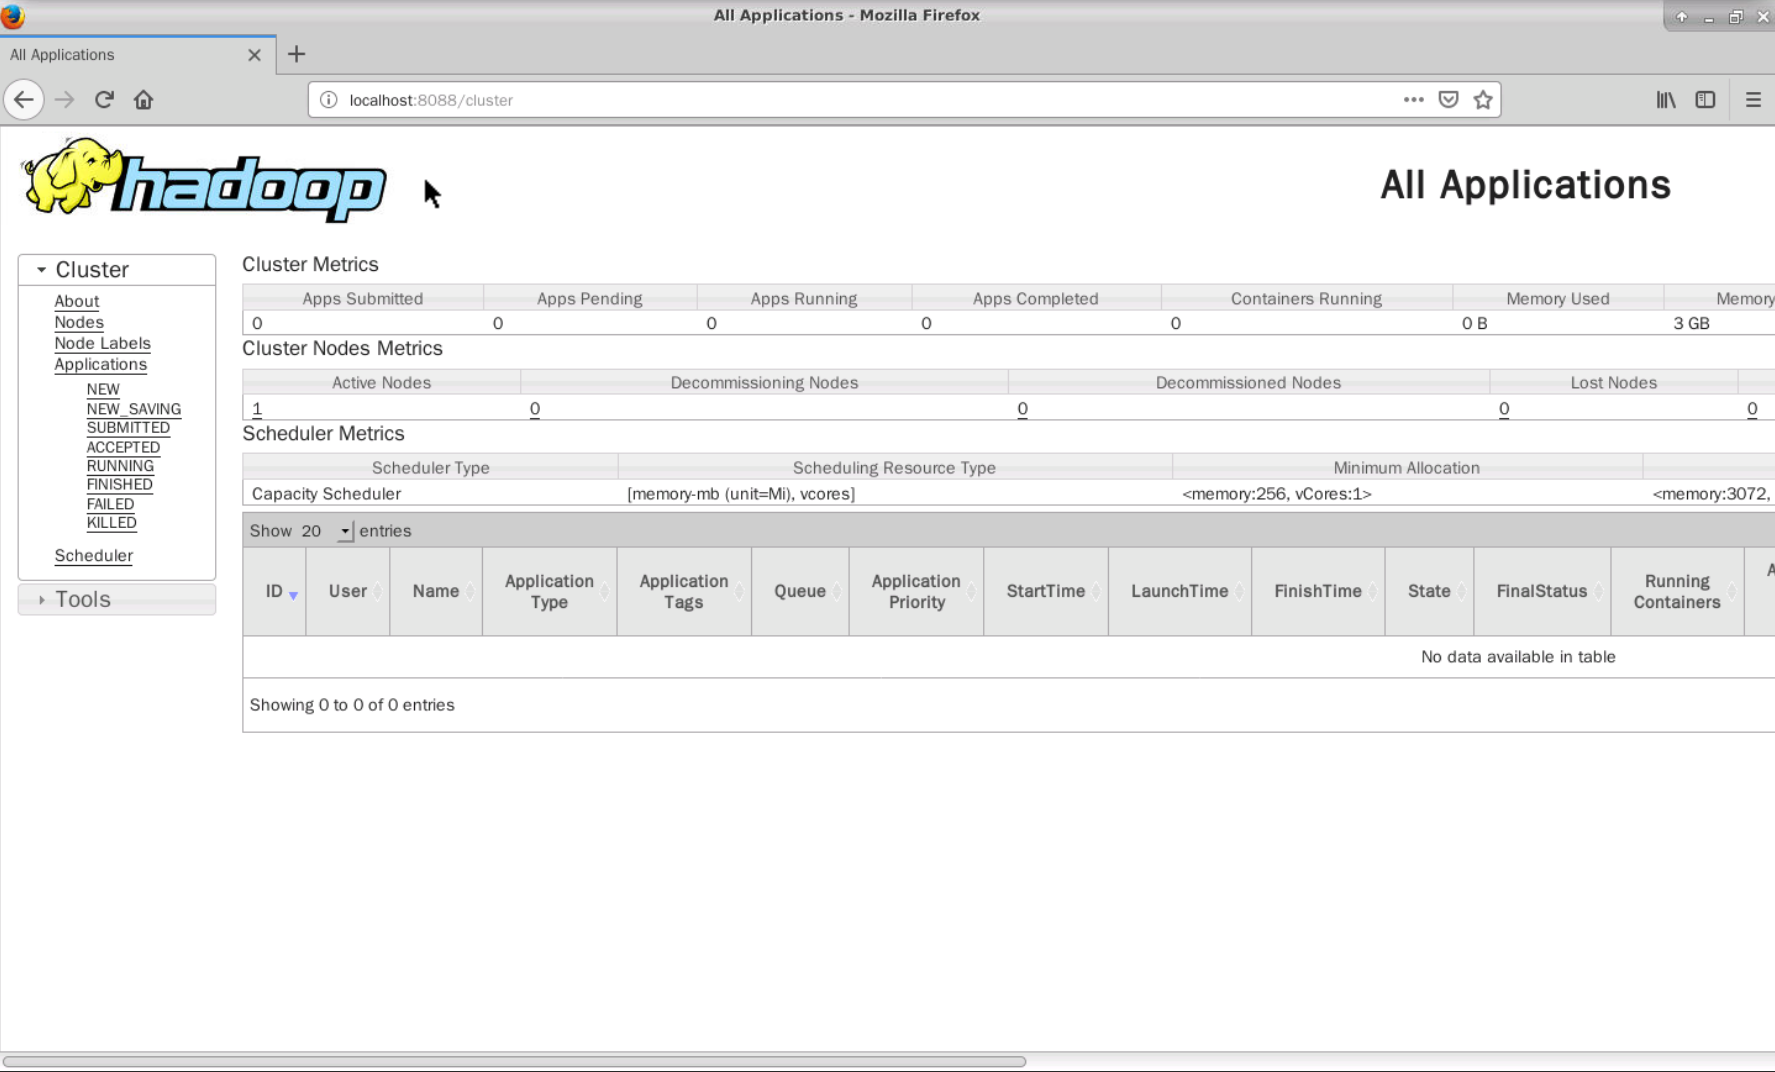 All Applications - Mozilla Firefox
All Applications
localhost:8088/cluster
hadoop
All Applications
Cluster
About
Nodes
Node Labels
Applications
NEW
NEW_SAVING
SUBMITTED
ACCEPTED
RUNNING
FINISHED
FAILED
KILLED
Scheduler
Tools
Cluster Metrics
Apps Submitted Apps Pending Apps Running Apps Completed Containers Running Memory Used Memory
0 0 0 0 0 0 B 3 GB
Cluster Nodes Metrics
Active Nodes Decommissioning Nodes Decommissioned Nodes Lost Nodes
1 0 0 0 0
Scheduler Metrics
Scheduler Type Scheduling Resource Type Minimum Allocation
Capacity Scheduler [memory-mb (unit=Mi), vcores] <memory:256, vCores:1> <memory:3072,
Show 20 entries
ID User Name Application Type Application Tags Queue Application Priority StartTime LaunchTime FinishTime State FinalStatus Running Containers A
No data available in table
Showing 0 to 0 of 0 entries